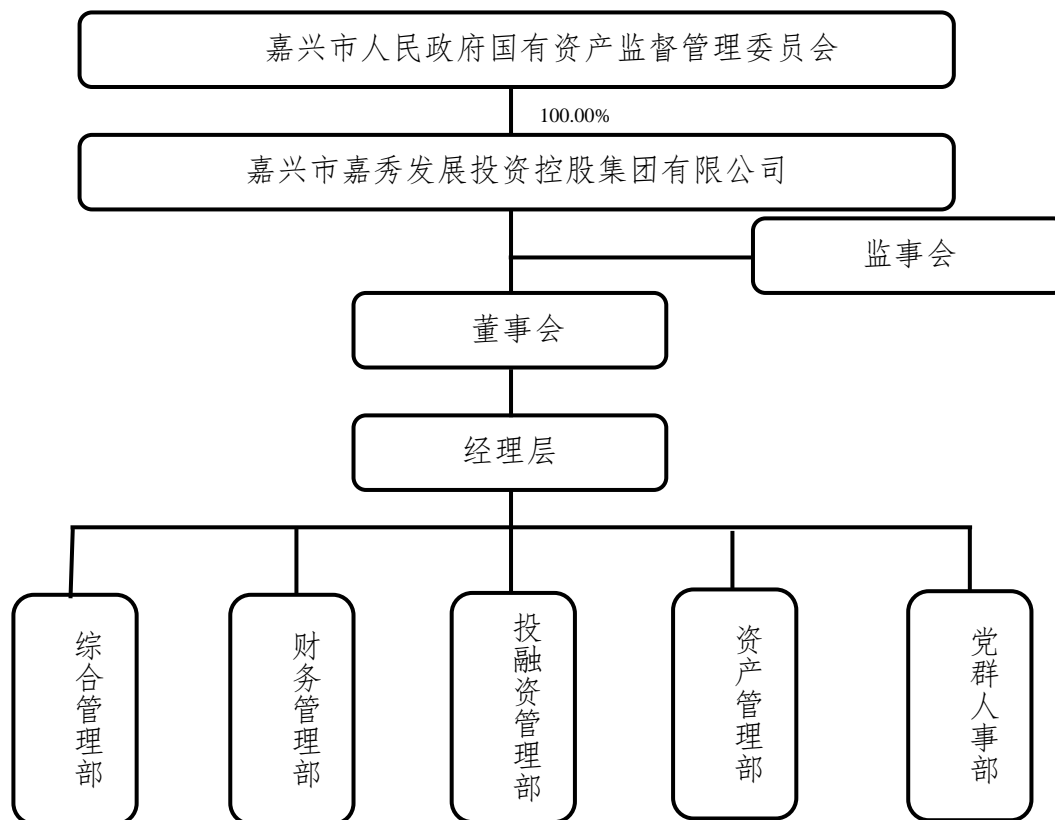 嘉兴市人民政府国有资产监督管理委员会
100.00%
嘉兴市嘉秀发展投资控股集团有限公司
监事会
董事会
经理层
综合管理部
财务管理部
投融资管理部
资产管理部
党群人事部